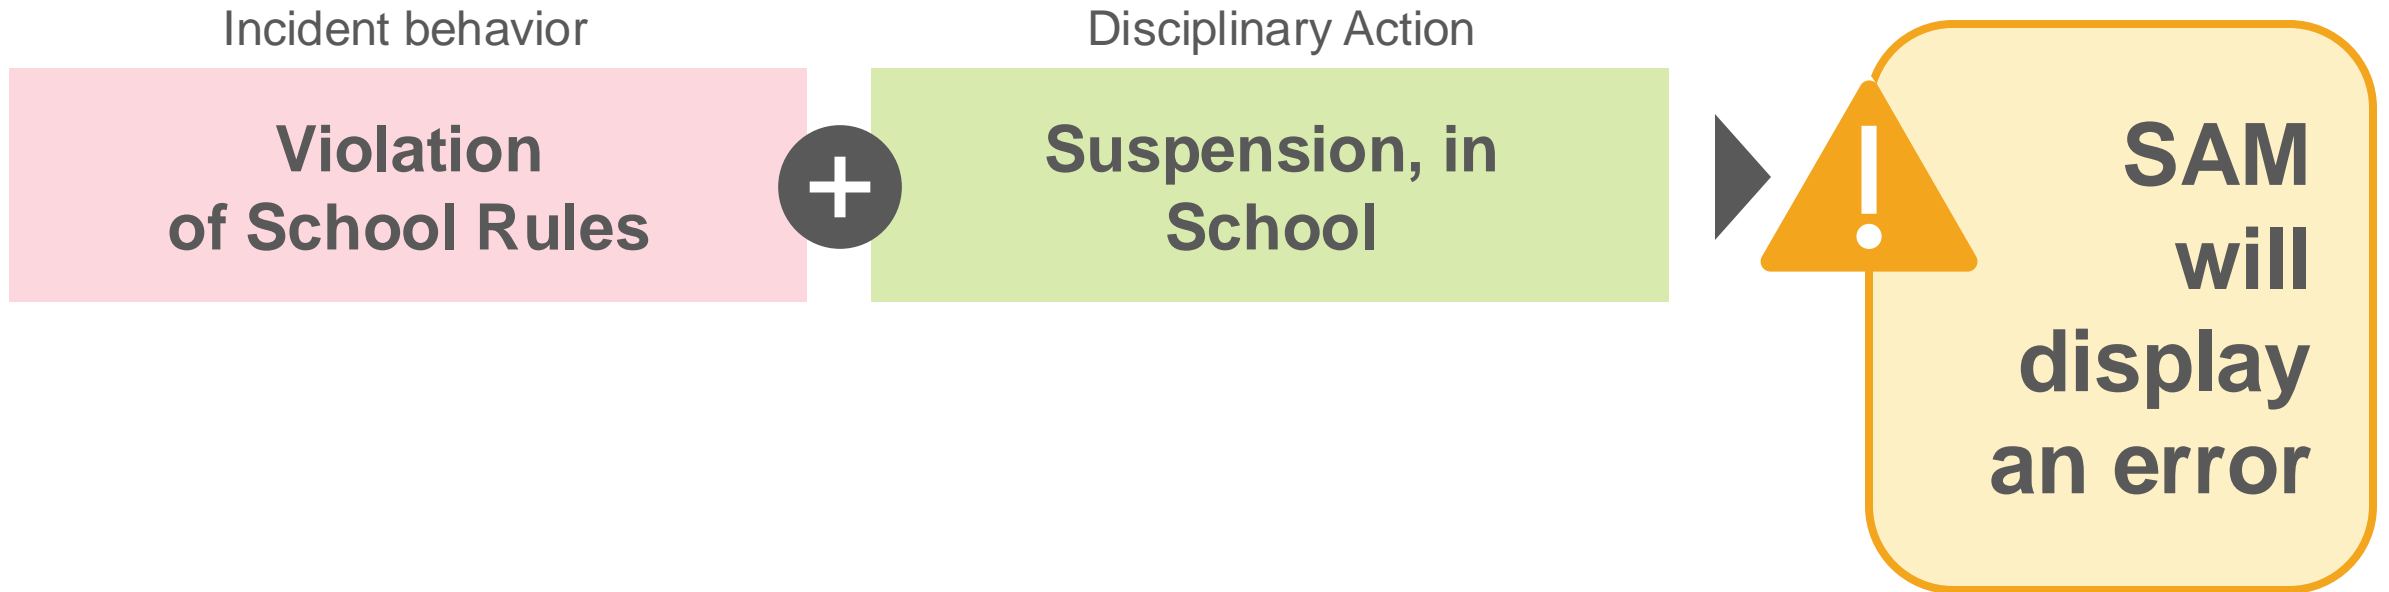 Incident behavior
Violation
of School Rules
+
Disciplinary Action
Suspension, in
School
!
SAM
will
display
an error